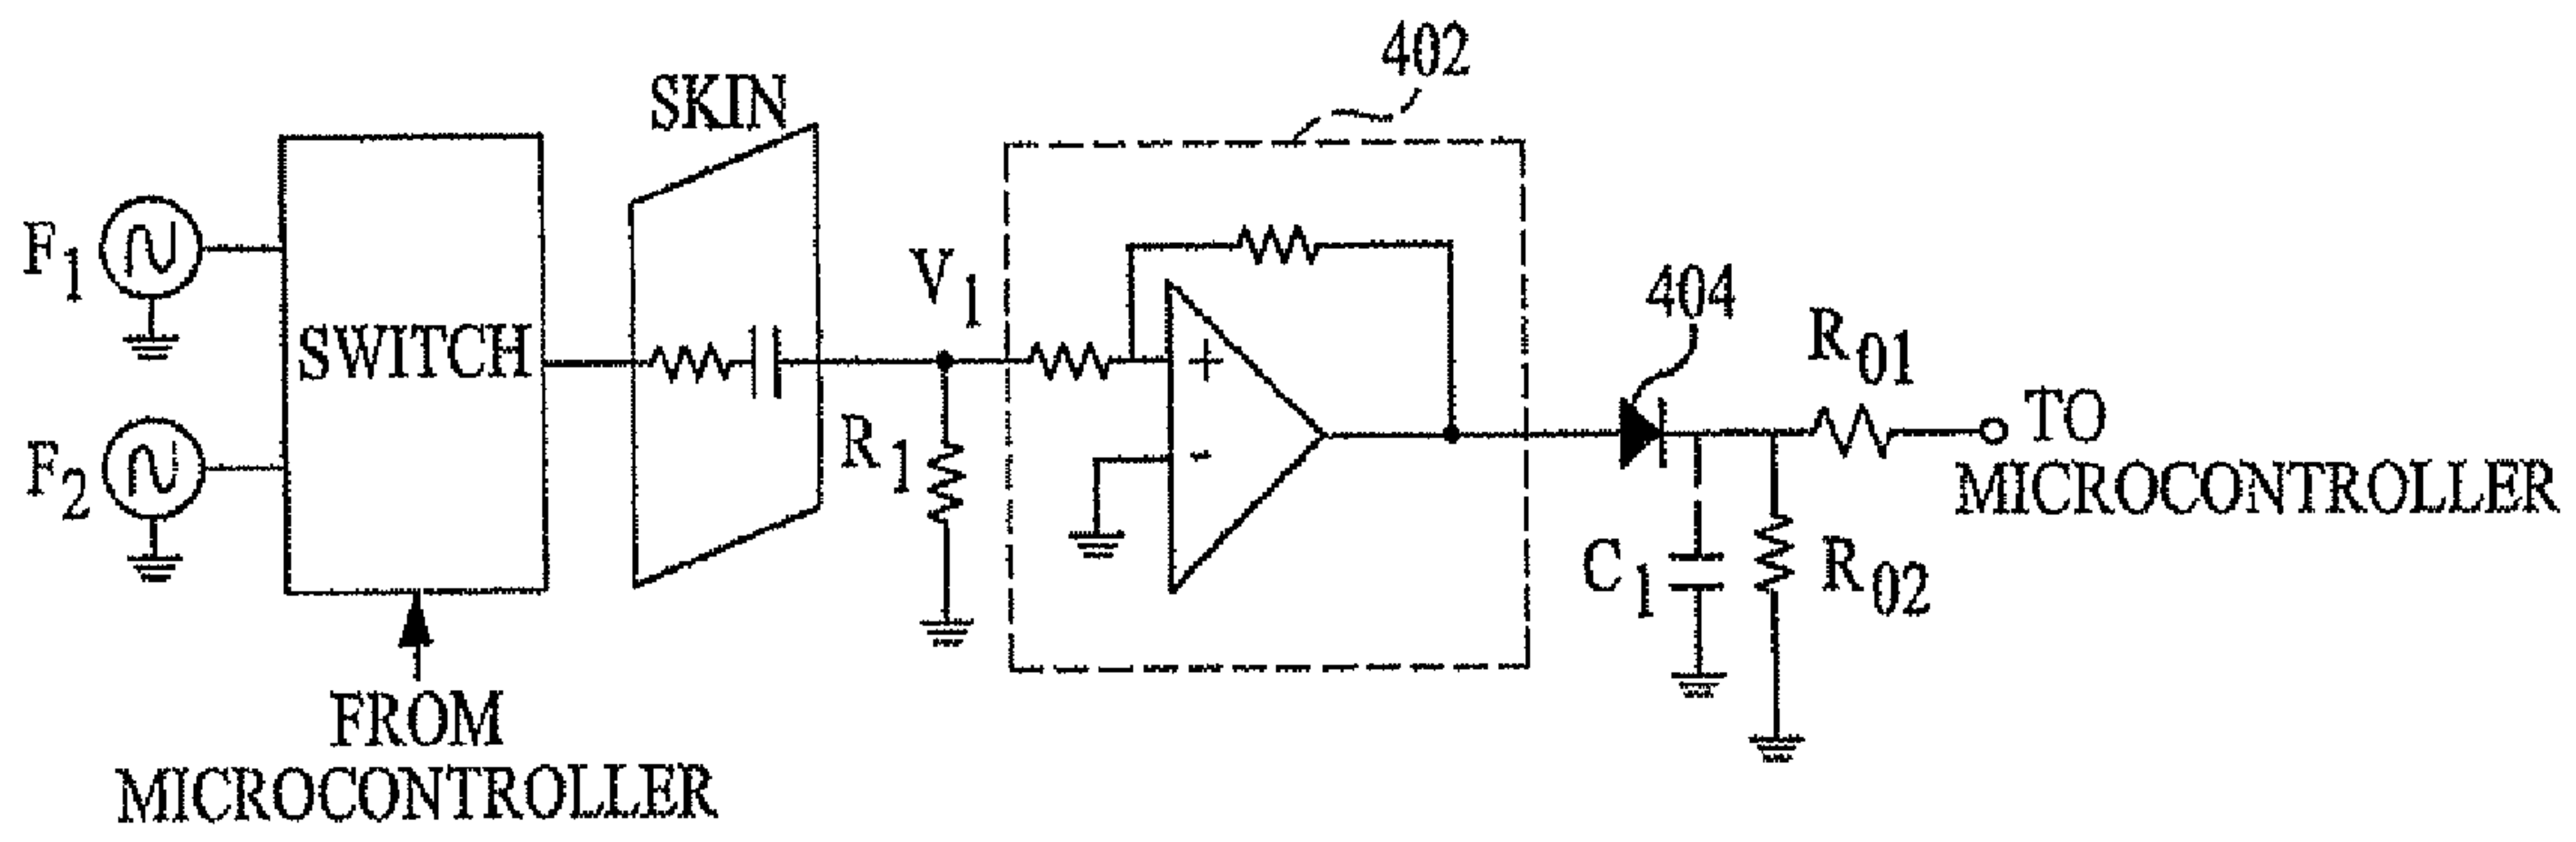 402
SKIN
F1
V1
404
R01
SWITCH
+
TO
MICROCONTROLLER
R1
-
F2
C1
R02
FROM
MICROCONTROLLER